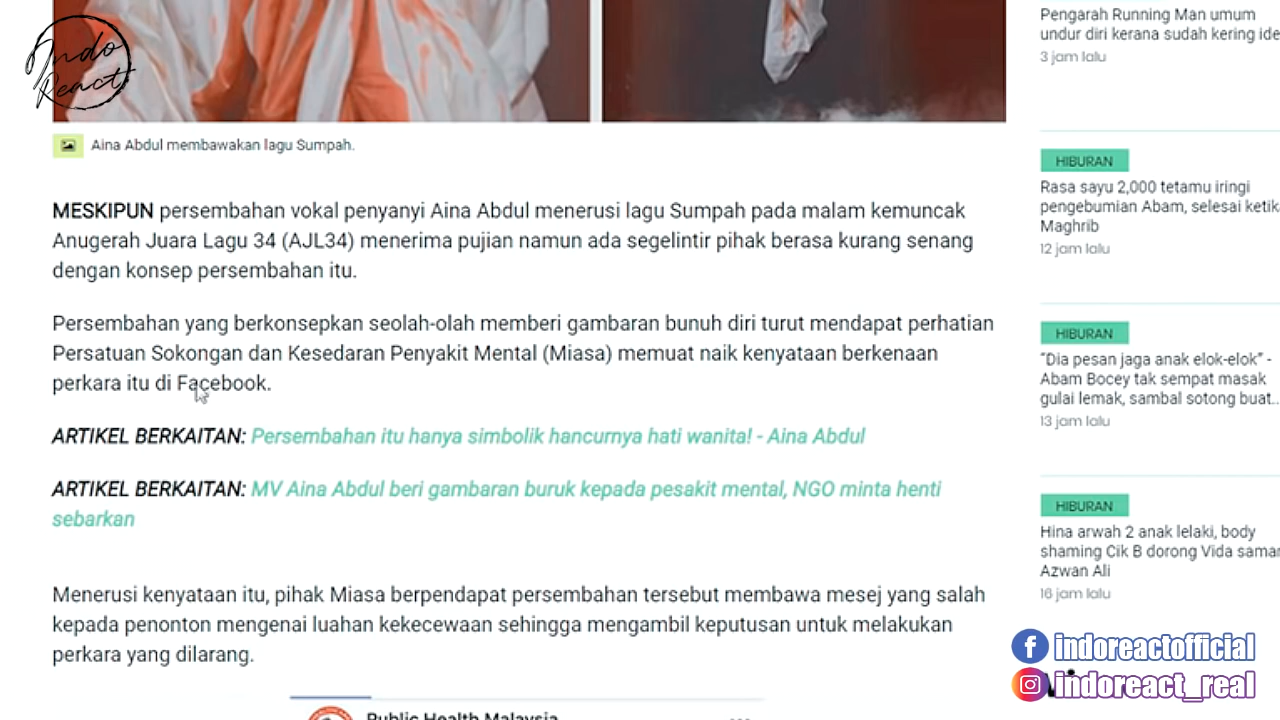 Indo
React
Aina Abdul membawakan lagu Sumpah.
MESKIPUN persembahan vokal penyanyi Aina Abdul menerusi lagu Sumpah pada malam kemuncak
Anugerah Juara Lagu 34 (AJL34) menerima pujian namun ada segelintir pihak berasa kurang senang
dengan konsep persembahan itu.
Persembahan yang berkonsepkan seolah-olah memberi gambaran bunuh diri turut mendapat perhatian
Persatuan Sokongan dan Kesedaran Penyakit Mental (Miasa) memuat naik kenyataan berkenaan
perkara itu di Facebook.
ARTIKEL BERKAITAN: Persembahan itu hanya simbolik hancurnya hati wanita! - Aina Abdul
ARTIKEL BERKAITAN: MV Aina Abdul beri gambaran buruk kepada pesakit mental, NGO minta henti
sebarkan
Menerusi kenyataan itu, pihak Miasa berpendapat persembahan tersebut membawa mesej yang salah
kepada penonton mengenai luahan kekecewaan sehingga mengambil keputusan untuk melakukan
perkara yang dilarang.
Public Health Malaysia
Pengarah Running Man umum
undur diri kerana sudah kering ide
3 jam lalu
HIBURAN
Rasa sayu 2,000 tetamu iringi
pengebumian Abam, selesai ketik
Maghrib
12 jam lalu
HIBURAN
“Dia pesan jaga anak elok-elok” -
Abam Bocey tak sempat masak
gulai lemak, sambal sotong buat..
13 jam lalu
HIBURAN
Hina arwah 2 anak lelaki, body
shaming Cik B dorong Vida saman
Azwan Ali
16 jam lalu
indoreactofficial
indoreact_real